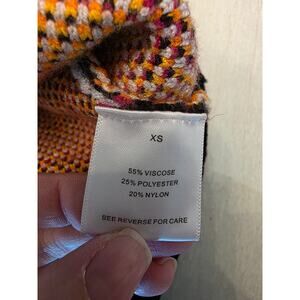 XS
55% VISCOSE
25% POLYESTER
20% NYLON
SEE REVERSE FOR CARE